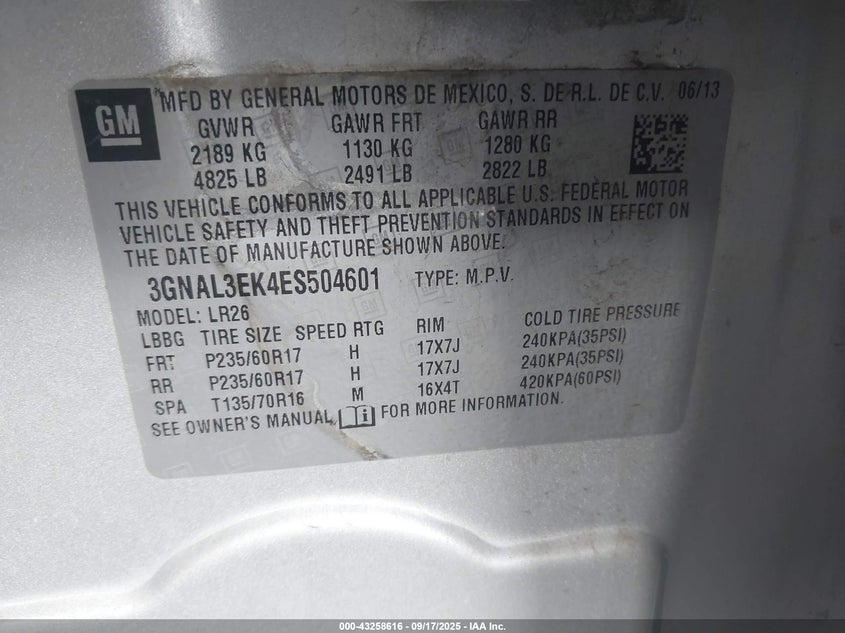 GM
MFD BY GENERAL MOTORS DE MEXICO, S. DE R.L. DE C.V. 06/13
GVWR GAWR FRT GAWR RR
2189 KG 1130 KG 1280 KG
4825 LB 2491 LB 2822 LB
THIS VEHICLE CONFORMS TO ALL APPLICABLE U.S. FEDERAL MOTOR
VEHICLE SAFETY AND THEFT PREVENTION STANDARDS IN EFFECT ON
THE DATE OF MANUFACTURE SHOWN ABOVE.
3GNAL3EK4ES504601 TYPE: M.P.V.
MODEL: LR26
LBBG TIRE SIZE SPEED RTG RIM COLD TIRE PRESSURE
FRT P235/60R17 H 17X7J 240KPA(35PSI)
RR P235/60R17 H 17X7J 240KPA(35PSI)
SPA T135/70R16 M 16X4T 420KPA(60PSI)
SEE OWNER'S MANUAL FOR MORE INFORMATION.
000-43258616 - 09/17/2025 - IAA Inc.